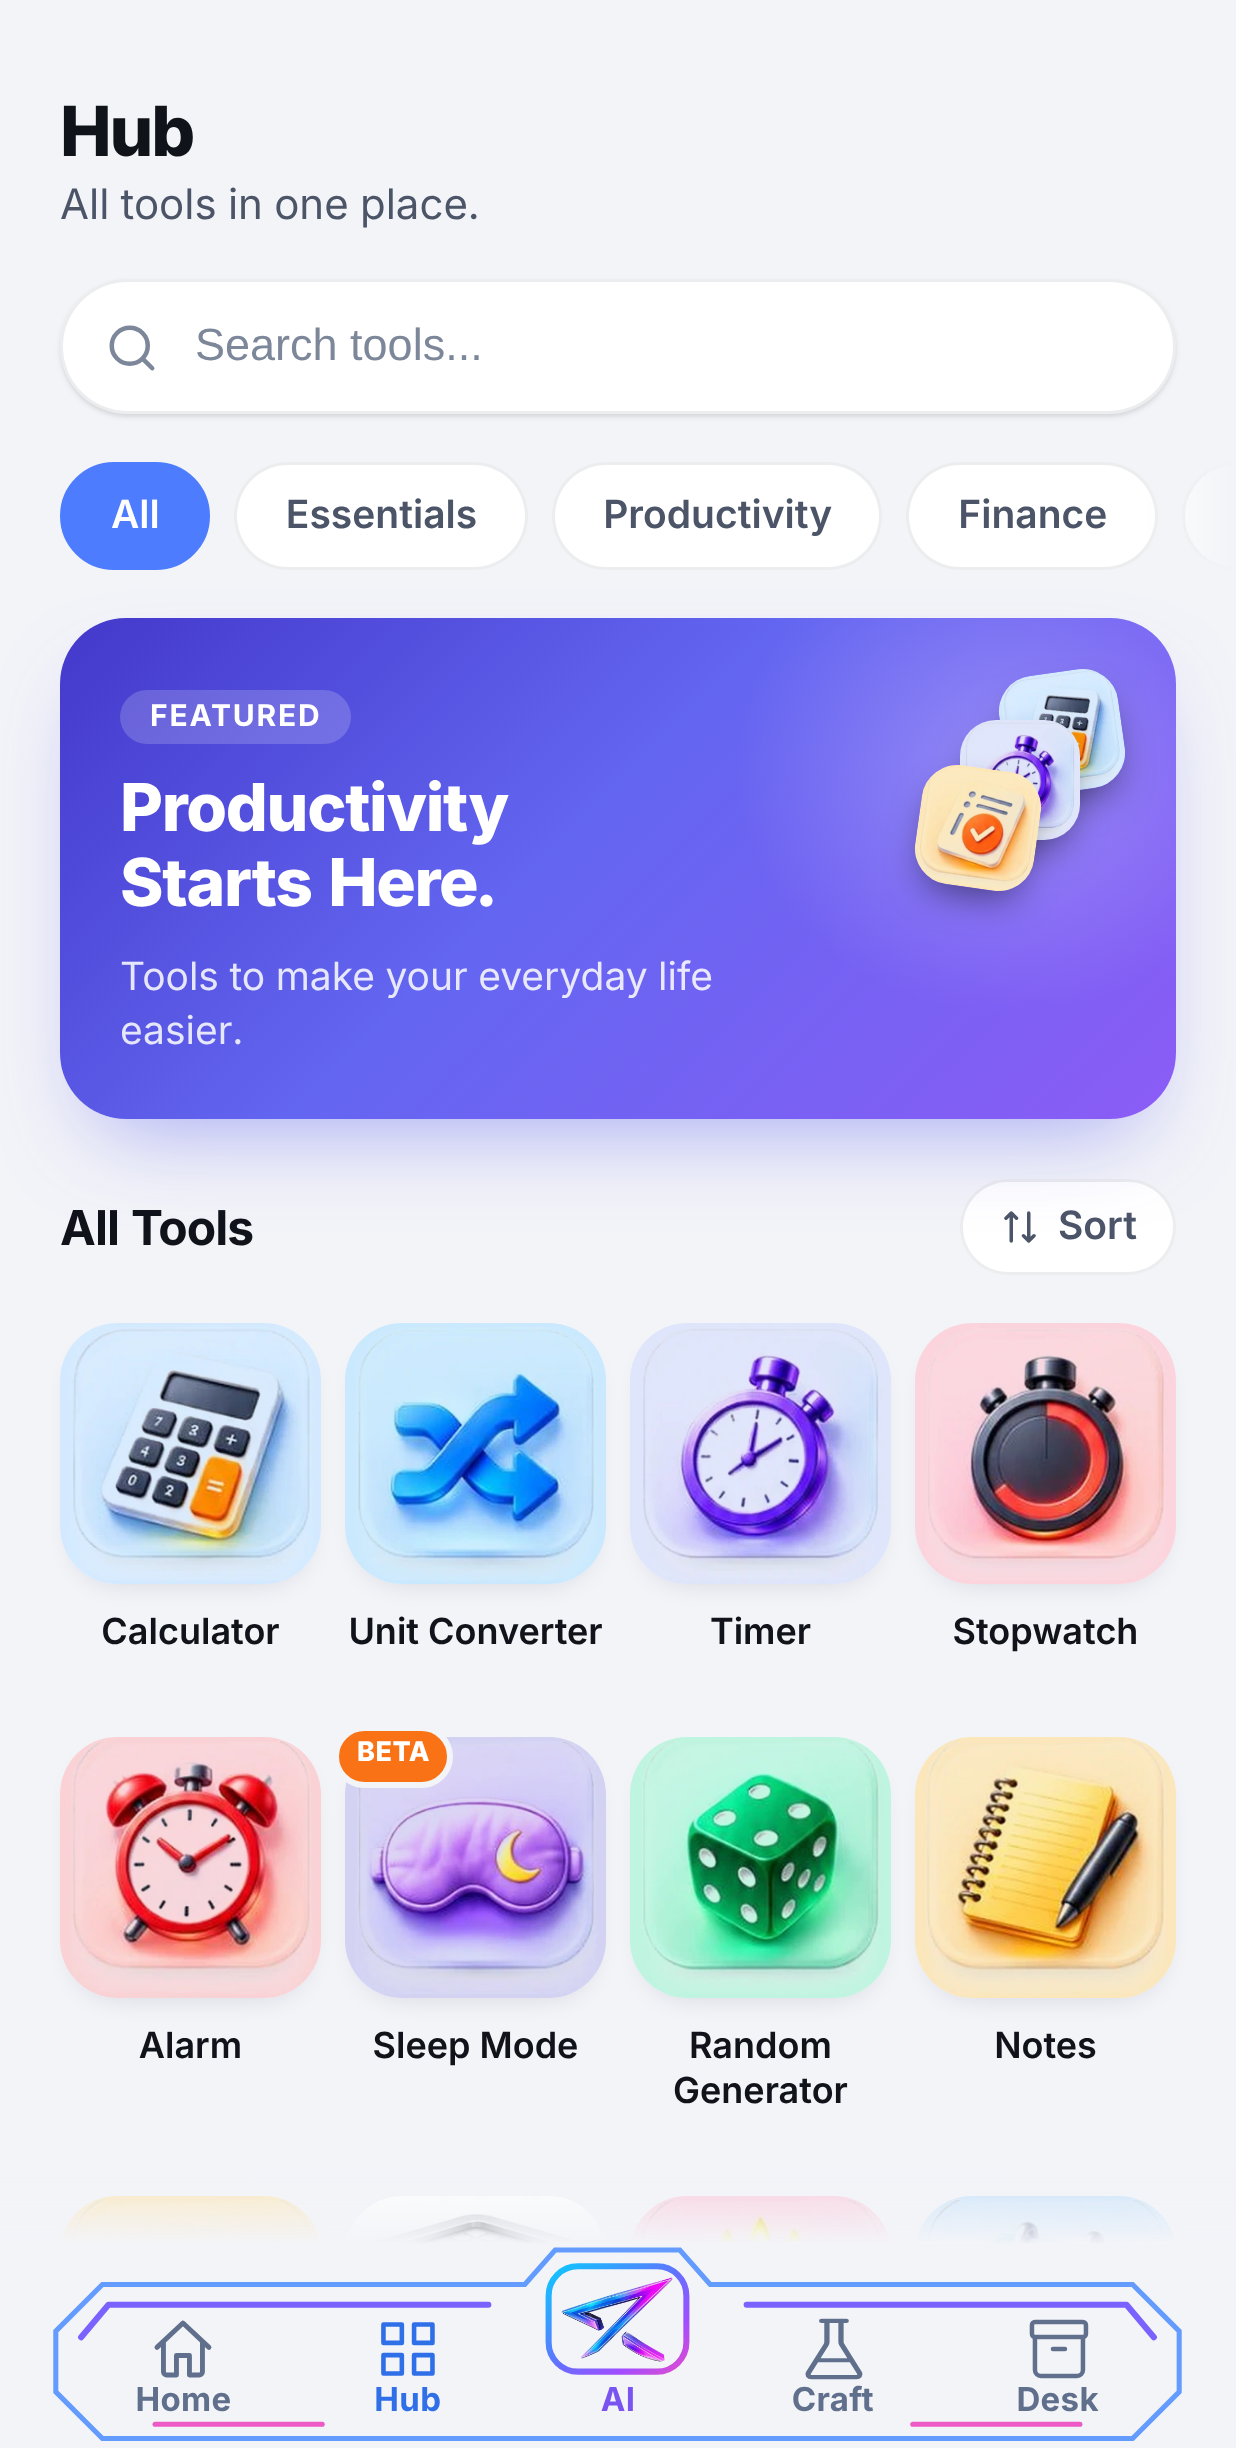 Hub
All tools in one place.
Search tools...
All
Essentials
Productivity
Finance
FEATURED
Productivity
Starts Here.
Tools to make your everyday life
easier.
All Tools
Sort
Calculator
Unit Converter
Timer
Stopwatch
BETA
Alarm
Sleep Mode
Random
Generator
Notes
Home
Hub
AI
Craft
Desk